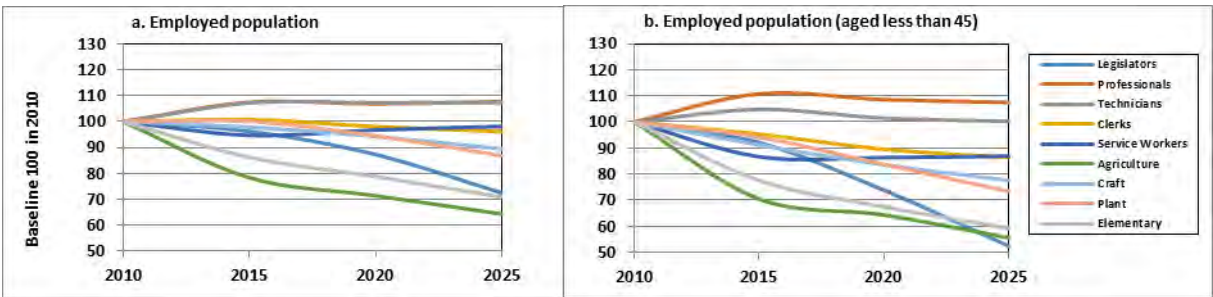 a. Employed population
Baseline 100 in 2010
130
120
110
100
90
80
70
60
50
2010 2015 2020 2025
b. Employed population (aged less than 45)
130
120
110
100
90
80
70
60
50
2010 2015 2020 2025
Legislators
Professionals
Technicians
Clerks
Service Workers
Agriculture
Craft
Plant
Elementary